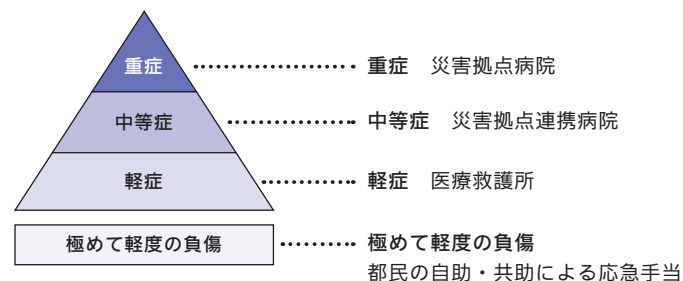 重症
重症 災害拠点病院
中等症
中等症 災害拠点連携病院
軽症
軽症 医療救護所
極めて軽度の負傷
極めて軽度の負傷
都民の自助・共助による応急手当